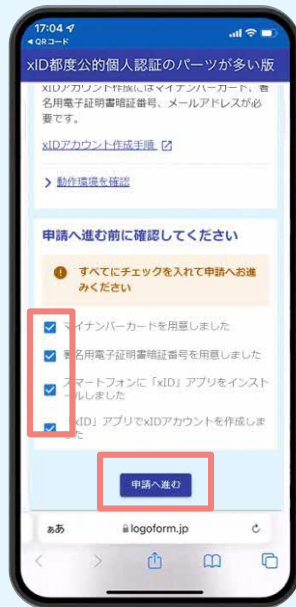 17:04
◀ QRコード
xID都度公的個人認証のパーツが多い版
xIDアカウント作成にはマイナンバーカード、署
名用電子証明書暗証番号、メールアドレスが必
要です。
xIDアカウント作成手順
動作環境を確認
申請へ進む前に確認してください
すべてにチェックを入れて申請へお進
みください
マイナンバーカードを用意しました
署名用電子証明書暗証番号を用意しました
スマートフォンに「xID」アプリをインスト
ールしました
「xID」アプリでxIDアカウントを作成しま
した
申請へ進む
ああ logoform.jp